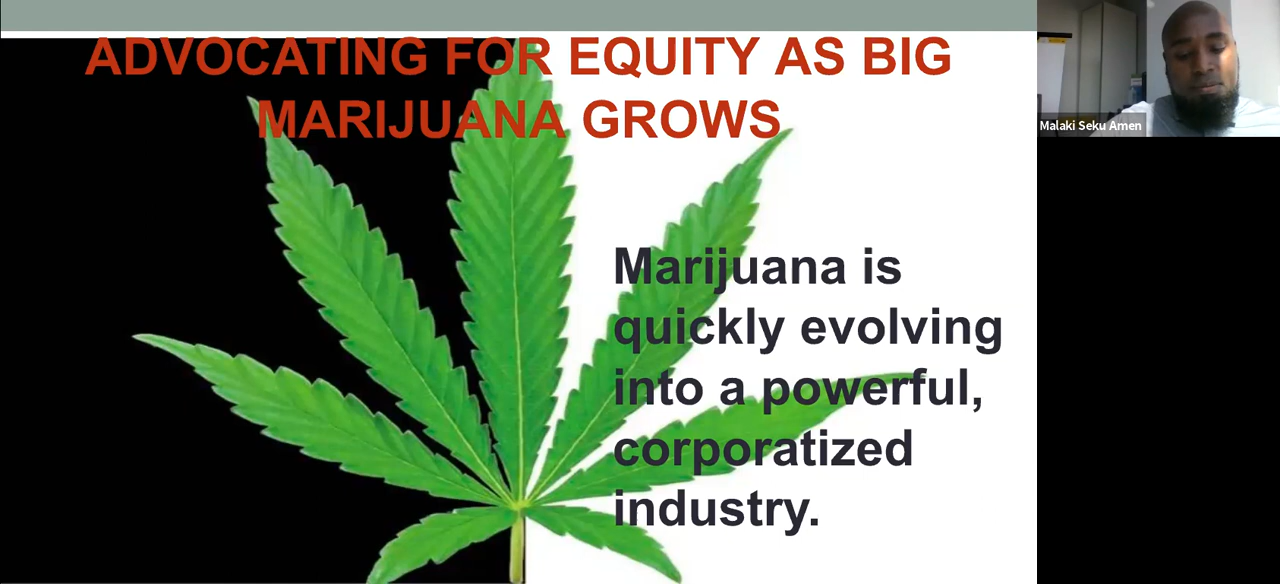 ADVOCATING FOR EQUITY AS BIG
MARIJUANA GROWS
Malaki Seku Amen
Marijuana is
quickly evolving
into a powerful,
corporatized
industry.